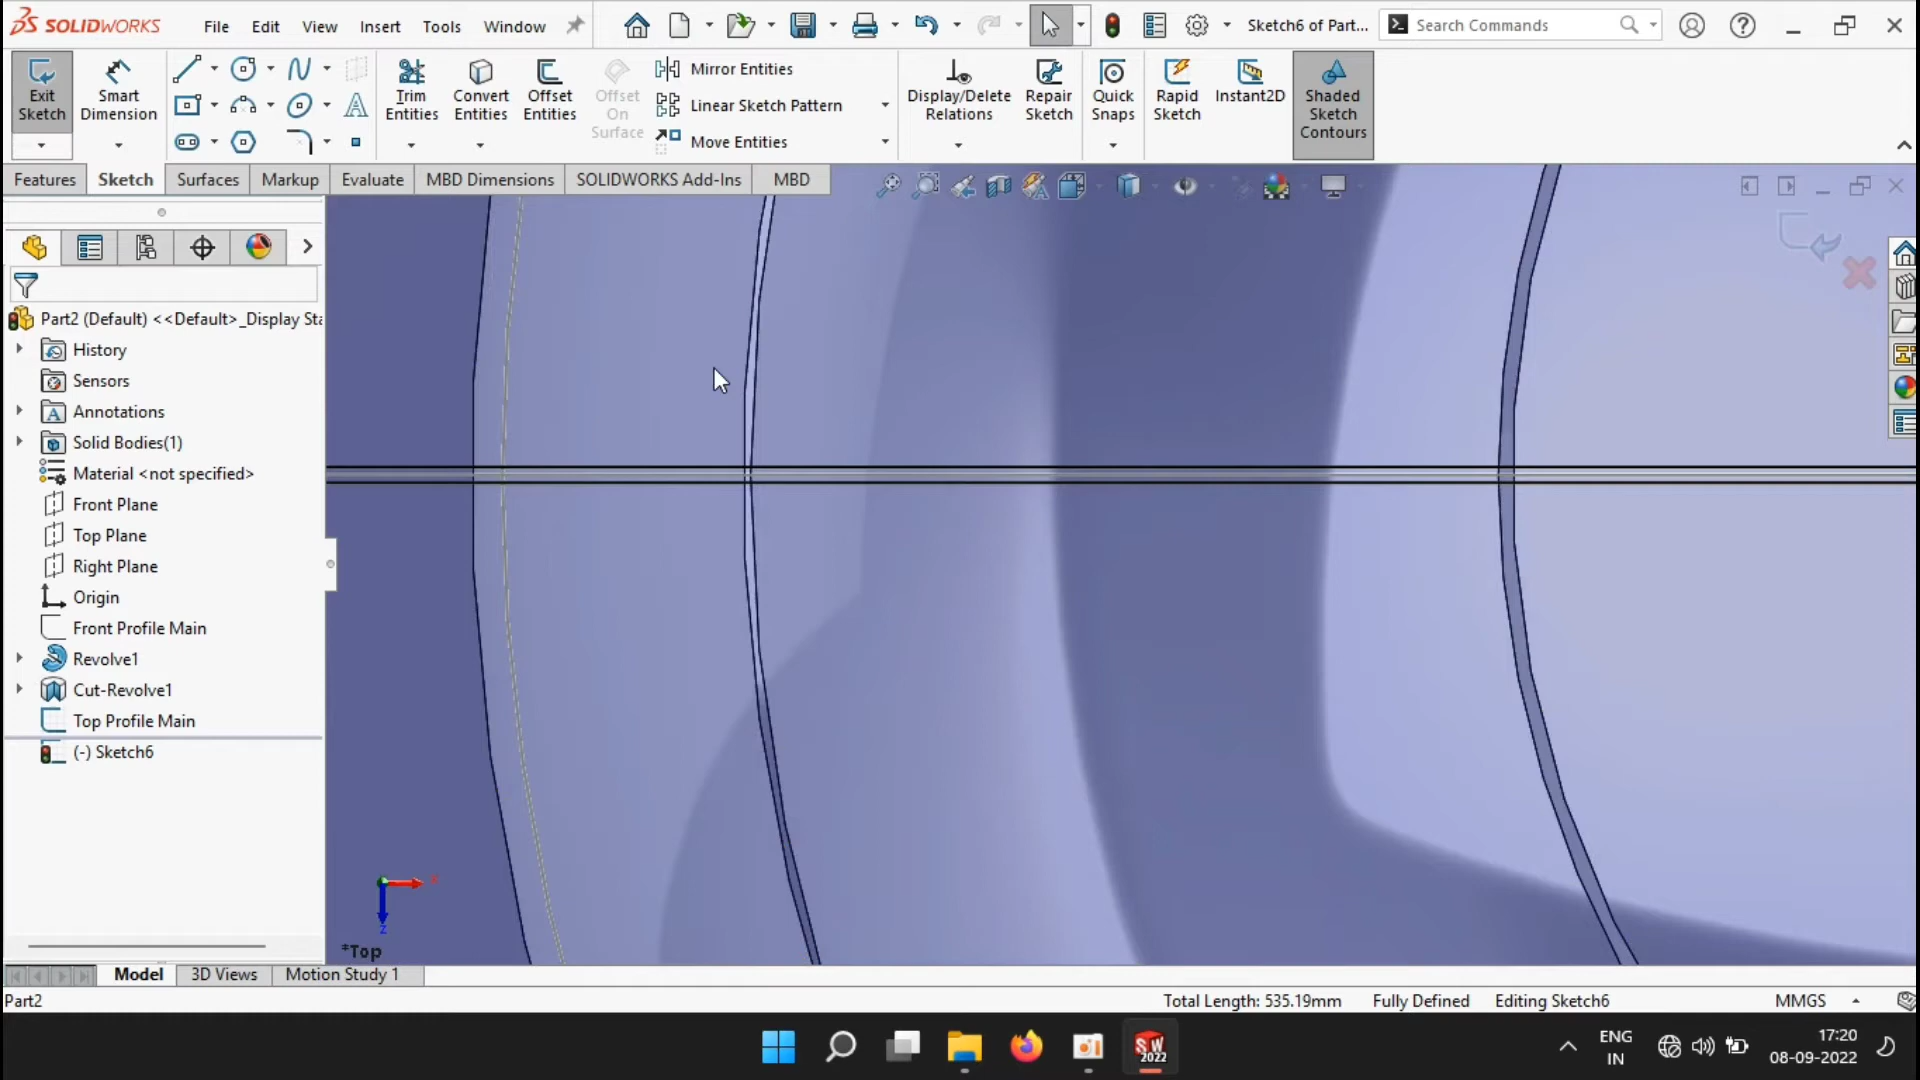 SOLIDWORKS File Edit View Insert Tools Window Sketch6 of Part... Search Commands
Exit Sketch
Smart Dimension
Trim Entities
Convert Entities
Offset Entities
Offset On Surface
Mirror Entities
Linear Sketch Pattern
Move Entities
Display/Delete Relations
Repair Sketch
Quick Snaps
Rapid Sketch
Instant2D
Shaded Sketch Contours
Features Sketch Surfaces Markup Evaluate MBD Dimensions SOLIDWORKS Add-Ins MBD
Part2 (Default) <<Default>_Display Sta
History
Sensors
Annotations
Solid Bodies(1)
Material <not specified>
Front Plane
Top Plane
Right Plane
Origin
Front Profile Main
Revolve1
Cut-Revolve1
Top Profile Main
(-) Sketch6
X
Z
*Top
Model 3D Views Motion Study 1
Part2 Total Length: 535.19mm Fully Defined Editing Sketch6 MMGS
SW 2022
ENG
IN
17:20
08-09-2022